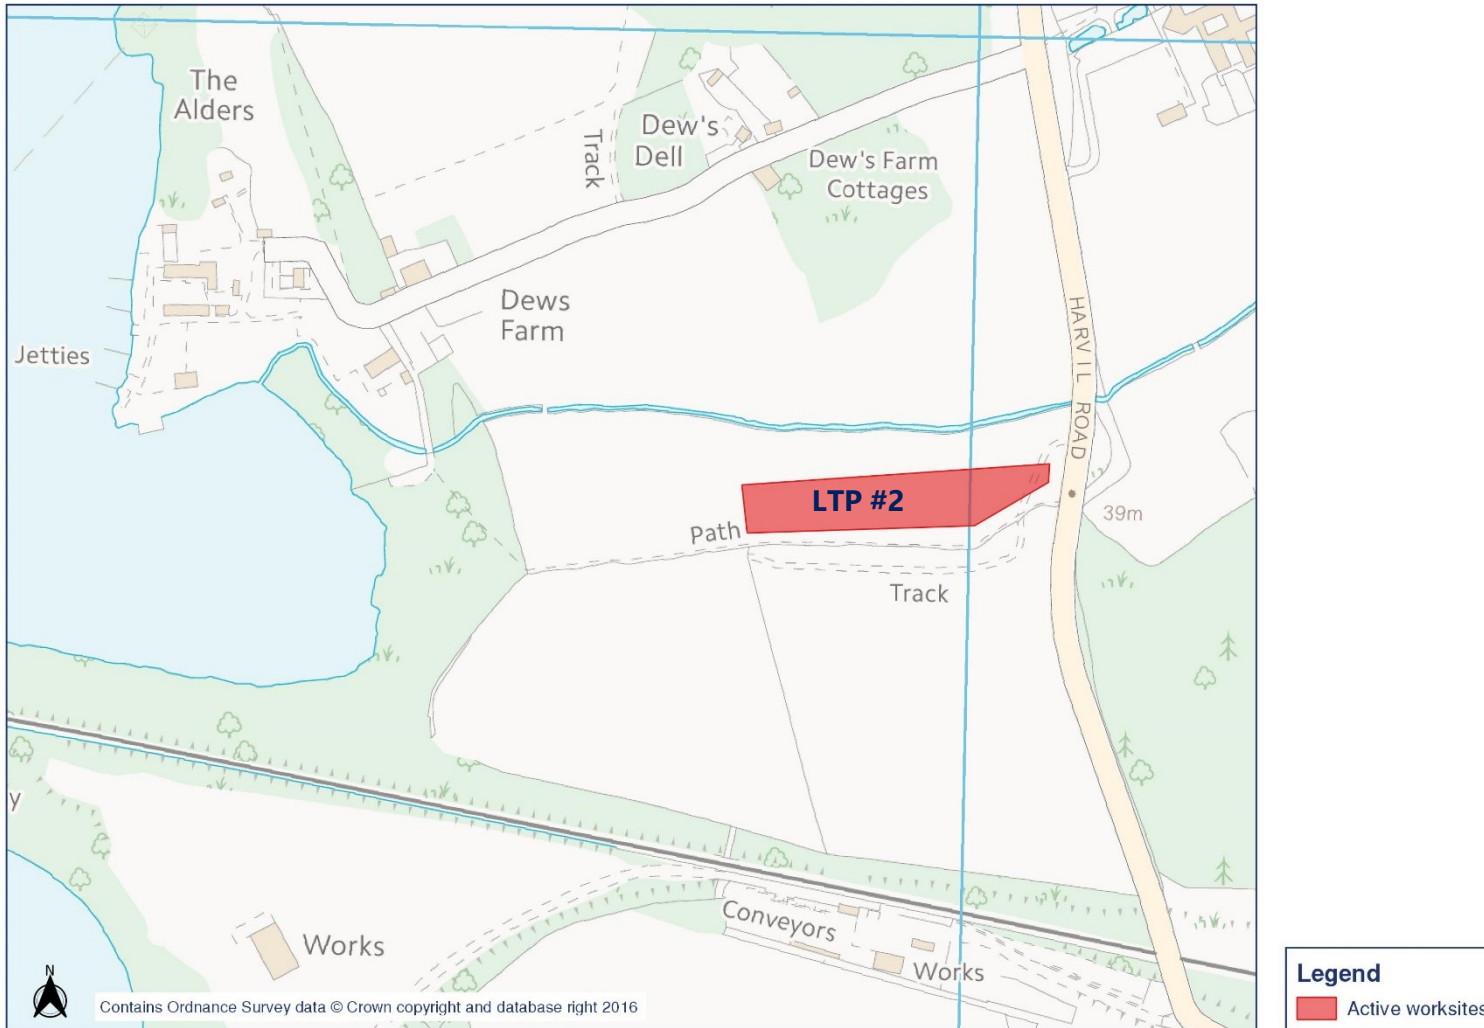 The
Alders
Track
Dew's
Dell
Dew's Farm
Cottages
Dews
Farm
Jetties
HARVIL ROAD
LTP #2
Path
39m
Track
y
Conveyors
Works
Works
N
Contains Ordnance Survey data © Crown copyright and database right 2016
Legend
Active worksites